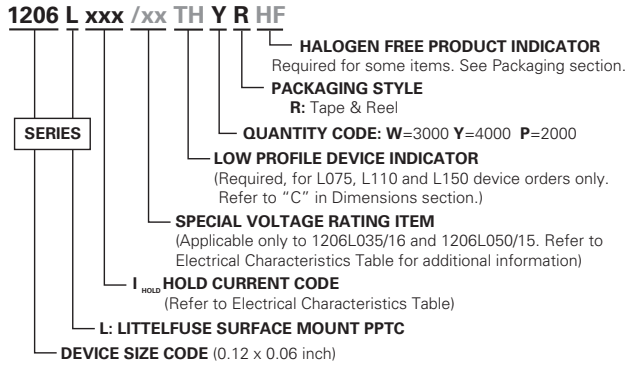 1206 L xxx /xx TH Y R HF
HALOGEN FREE PRODUCT INDICATOR
Required for some items. See Packaging section.
PACKAGING STYLE
R: Tape & Reel
SERIES
QUANTITY CODE: W=3000 Y=4000 P=2000
LOW PROFILE DEVICE INDICATOR
(Required, for L075, L110 and L150 device orders only.
Refer to “C” in Dimensions section.)
SPECIAL VOLTAGE RATING ITEM
(Applicable only to 1206L035/16 and 1206L050/15. Refer to
Electrical Characteristics Table for additional information)
I HOLD HOLD CURRENT CODE
(Refer to Electrical Characteristics Table)
L: LITTELFUSE SURFACE MOUNT PPTC
DEVICE SIZE CODE (0.12 x 0.06 inch)